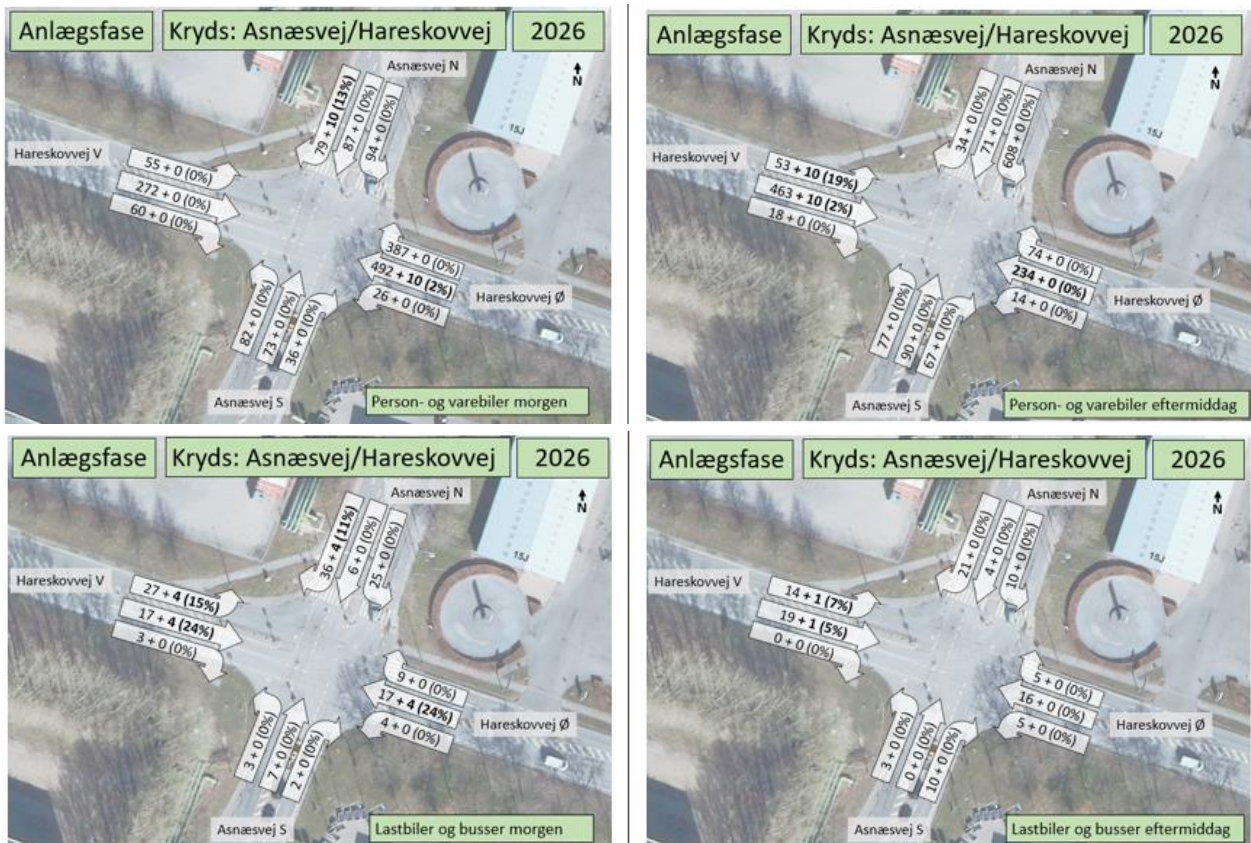 Anlægsfase
Kryds: Asnæsvej/Hareskovvej
2026
Asnæsvej N
N
15J
79 + 10 (13%)
87 + 0 (0%)
94 + 0 (0%)
Hareskovvej V
55 + 0 (0%)
272 + 0 (0%)
60 + 0 (0%)
387 + 0 (0%)
492 + 10 (2%)
26 + 0 (0%)
Hareskovvej Ø
82 + 0 (0%)
73 + 0 (0%)
36 + 0 (0%)
Asnæsvej S
Person- og varebiler morgen
Anlægsfase
Kryds: Asnæsvej/Hareskovvej
2026
Asnæsvej N
N
15J
34 + 0 (0%)
71 + 0 (0%)
608 + 0 (0%)
Hareskovvej V
53 + 10 (19%)
463 + 10 (2%)
18 + 0 (0%)
74 + 0 (0%)
234 + 0 (0%)
14 + 0 (0%)
Hareskovvej Ø
77 + 0 (0%)
90 + 0 (0%)
67 + 0 (0%)
Asnæsvej S
Person- og varebiler eftermiddag
Anlægsfase
Kryds: Asnæsvej/Hareskovvej
2026
Asnæsvej N
N
15J
36 + 4 (11%)
6 + 0 (0%)
25 + 0 (0%)
Hareskovvej V
27 + 4 (15%)
17 + 4 (24%)
3 + 0 (0%)
9 + 0 (0%)
17 + 4 (24%)
4 + 0 (0%)
Hareskovvej Ø
3 + 0 (0%)
7 + 0 (0%)
2 + 0 (0%)
Asnæsvej S
Lastbiler og busser morgen
Anlægsfase
Kryds: Asnæsvej/Hareskovvej
2026
Asnæsvej N
N
15J
21 + 0 (0%)
4 + 0 (0%)
10 + 0 (0%)
Hareskovvej V
14 + 1 (7%)
19 + 1 (5%)
0 + 0 (0%)
5 + 0 (0%)
16 + 0 (0%)
5 + 0 (0%)
Hareskovvej Ø
3 + 0 (0%)
0 + 0 (0%)
10 + 0 (0%)
Asnæsvej S
Lastbiler og busser eftermiddag